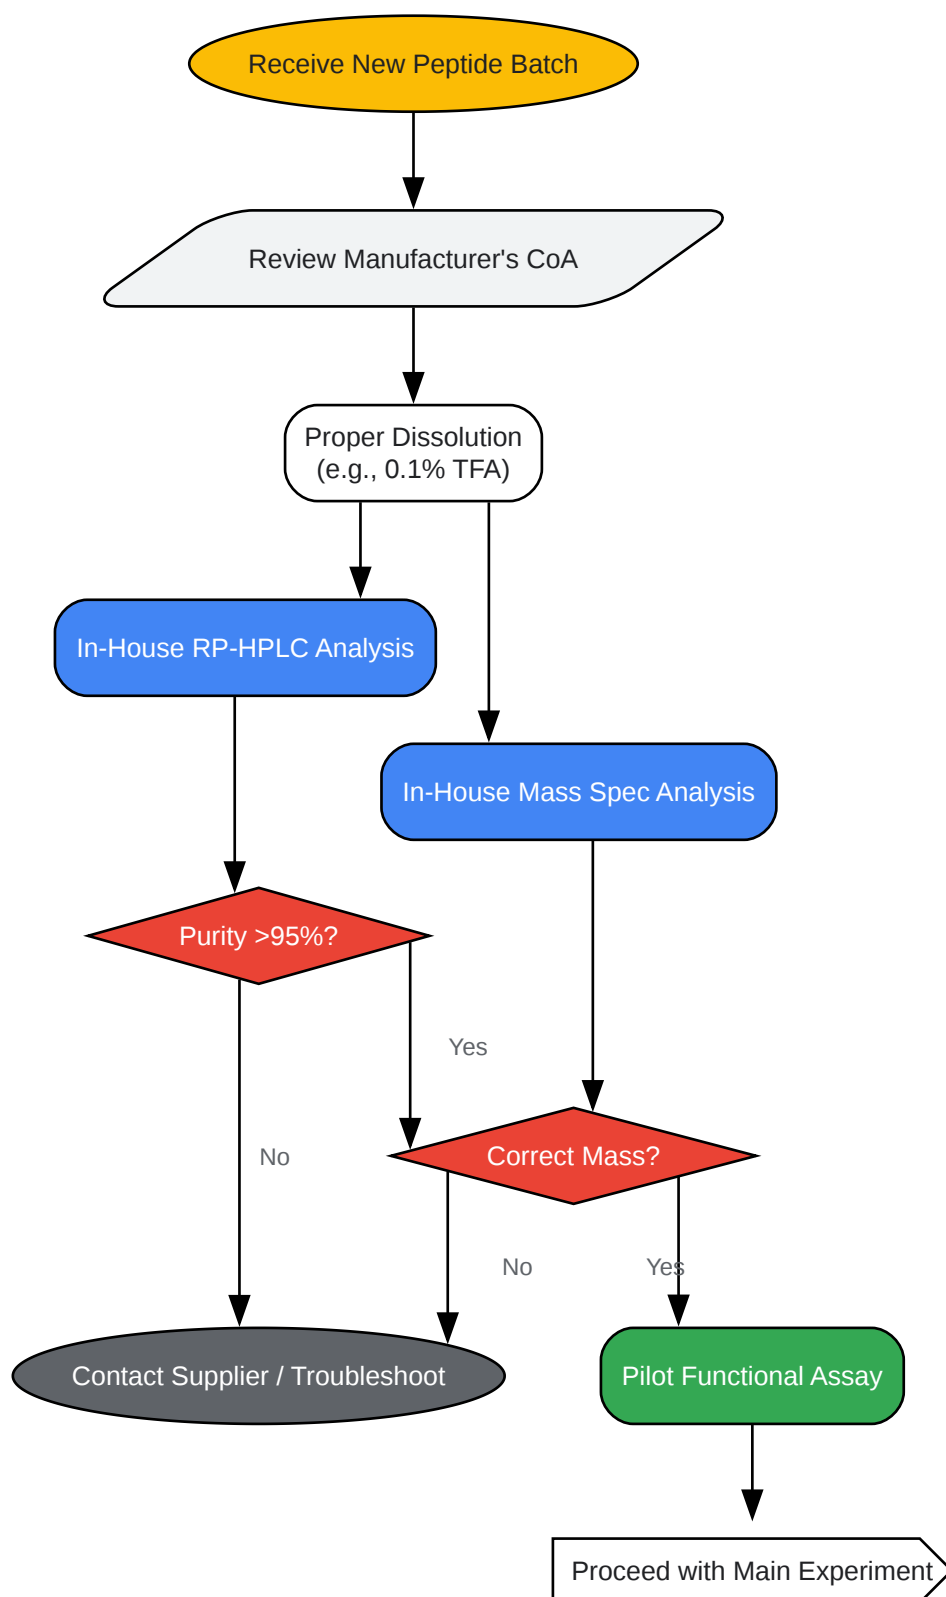 Receive New Peptide Batch
Review Manufacturer's CoA
Proper Dissolution
(e.g., 0.1% TFA)
In-House RP-HPLC Analysis
In-House Mass Spec Analysis
Purity >95%?
Yes
No
Correct Mass?
No
Yes
Contact Supplier / Troubleshoot
Pilot Functional Assay
Proceed with Main Experiment